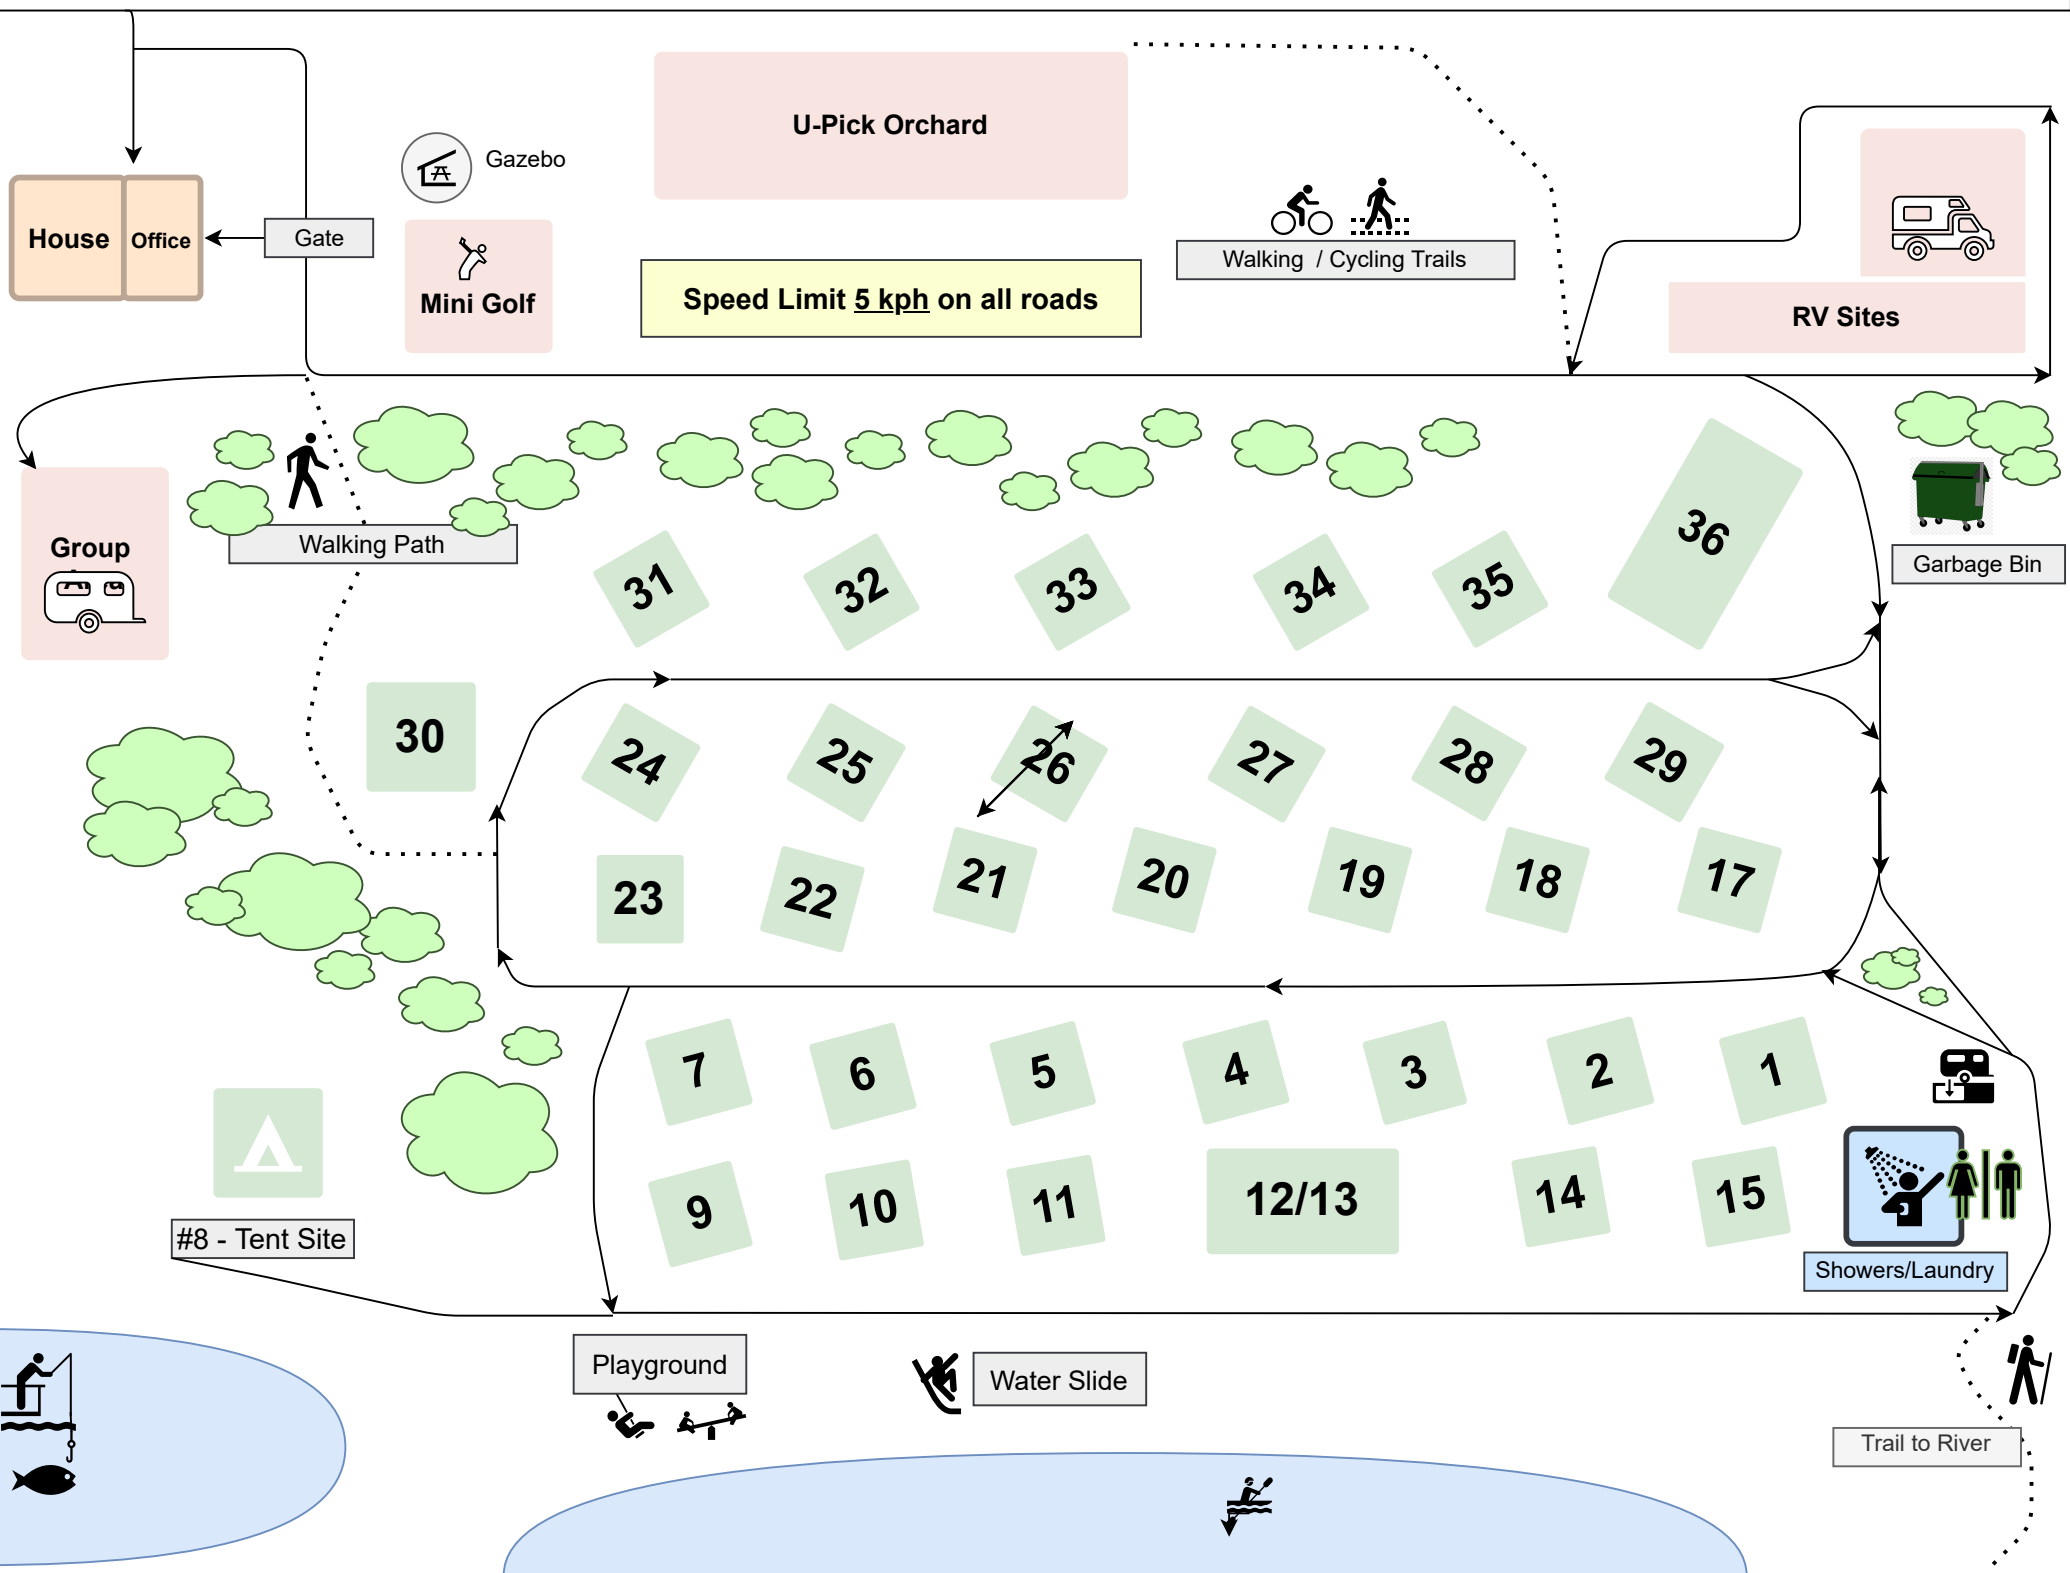 U-Pick Orchard
Gazebo
House
Office
Gate
Mini Golf
Speed Limit 5 kph on all roads
Walking / Cycling Trails
RV Sites
Group
Walking Path
Garbage Bin
31
32
33
34
35
36
30
24
25
26
27
28
29
23
22
21
20
19
18
17
7
6
5
4
3
2
1
9
10
11
12/13
14
15
#8 - Tent Site
Showers/Laundry
Playground
Water Slide
Trail to River